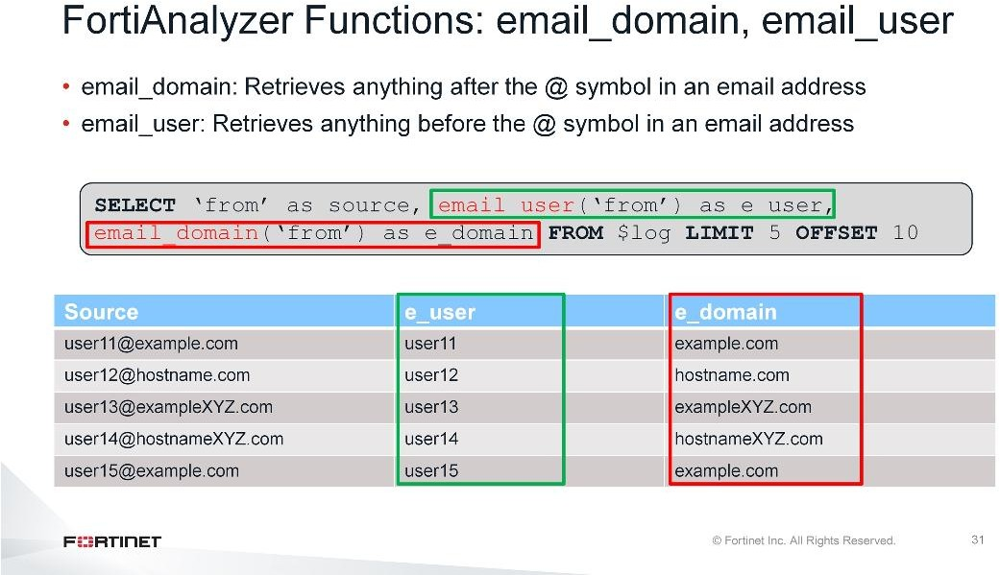 FortiAnalyzer Functions: email_domain, email_user
• email_domain: Retrieves anything after the @ symbol in an email address
• email_user: Retrieves anything before the @ symbol in an email address
SELECT ‘from’ as source, email_user(‘from’) as e_user,
email_domain(‘from’) as e_domain FROM $log LIMIT 5 OFFSET 10
Source e_user e_domain
user11@example.com user11 example.com
user12@hostname.com user12 hostname.com
user13@exampleXYZ.com user13 exampleXYZ.com
user14@hostnameXYZ.com user14 hostnameXYZ.com
user15@example.com user15 example.com
FORTINET © Fortinet Inc. All Rights Reserved. 31